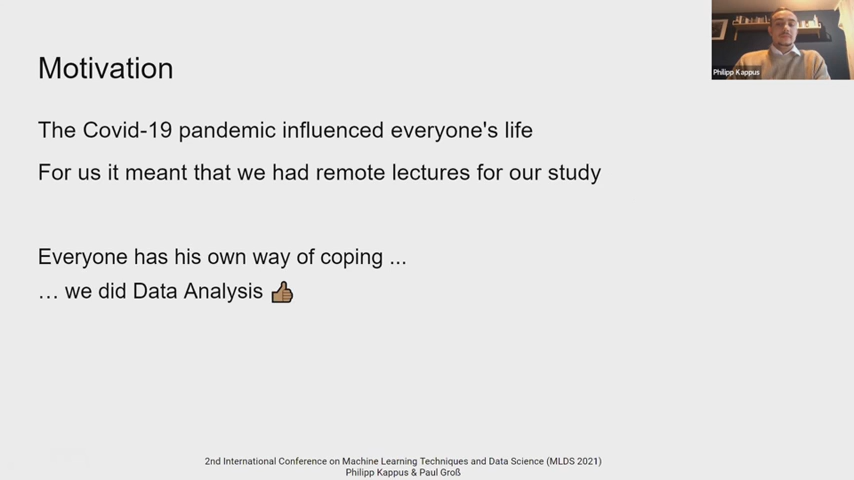 Motivation
Philipp Kappus
The Covid-19 pandemic influenced everyone's life
For us it meant that we had remote lectures for our study
Everyone has his own way of coping ...
… we did Data Analysis 👍🏽
2nd International Conference on Machine Learning Techniques and Data Science (MLDS 2021)
Philipp Kappus & Paul Groß